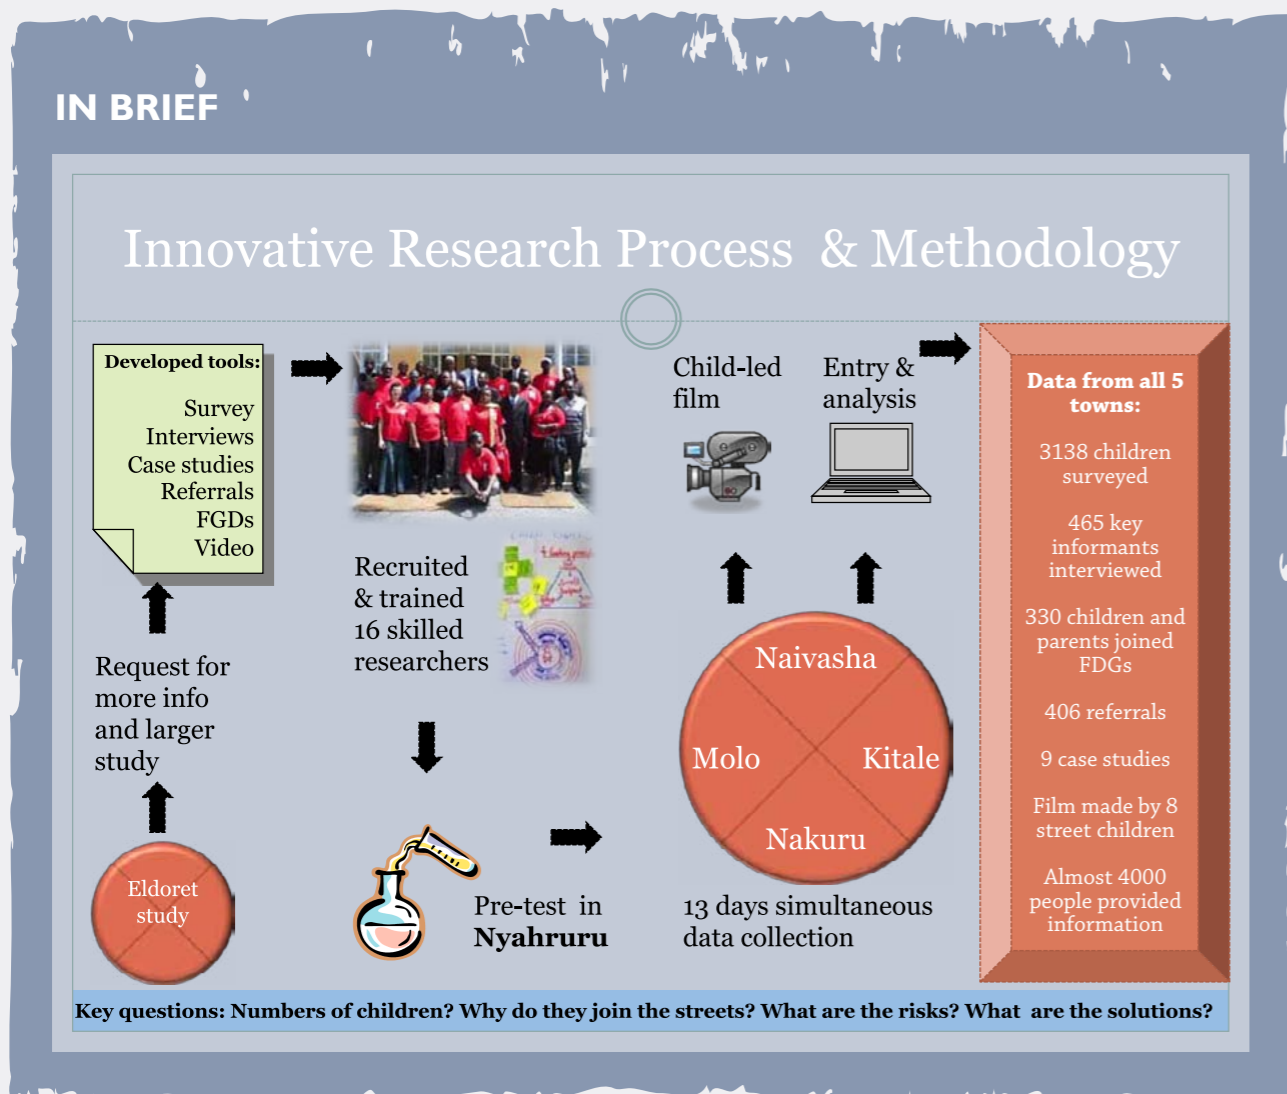 IN BRIEF
Innovative Research Process & Methodology
Developed tools:
Survey
Interviews
Case studies
Referrals
FGDs
Video
Request for
more info
and larger
study
Eldoret
study
Recruited
& trained
16 skilled
researchers
Pre-test in
Nyahruru
Child-led
film
Entry &
analysis
Naivasha
Molo
Kitale
Nakuru
13 days simultaneous
data collection
Data from all 5
towns:
3138 children
surveyed
465 key
informants
interviewed
330 children and
parents joined
FDGs
406 referrals
9 case studies
Film made by 8
street children
Almost 4000
people provided
information
Key questions: Numbers of children? Why do they join the streets? What are the risks? What are the solutions?